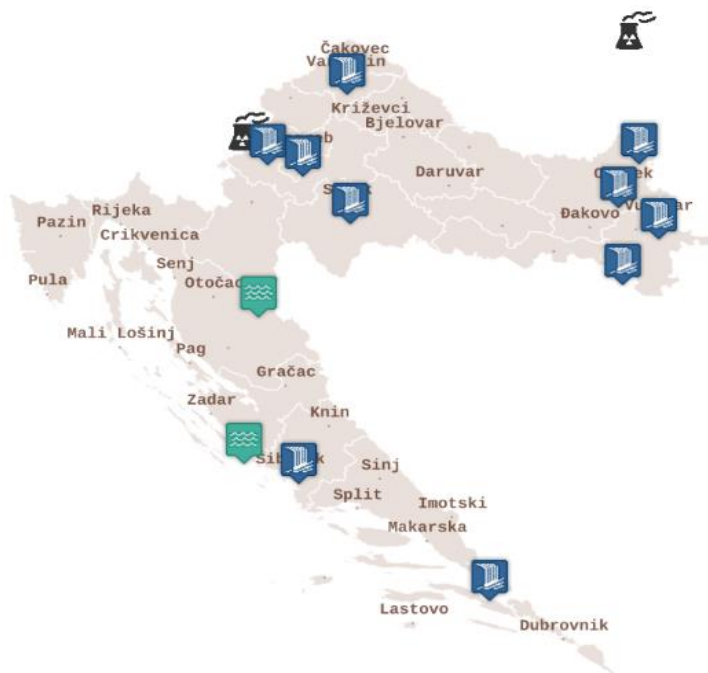 Čakovec
Križevci
Bjelovar
Daruvar
Đakovo
Rijeka
Pazin
Crikvenica
Senj
Pula
Otočac
Mali Lošinj
Pag
Gračac
Zadar
Knin
Sinj
Split
Imotski
Makarska
Lastovo
Dubrovnik